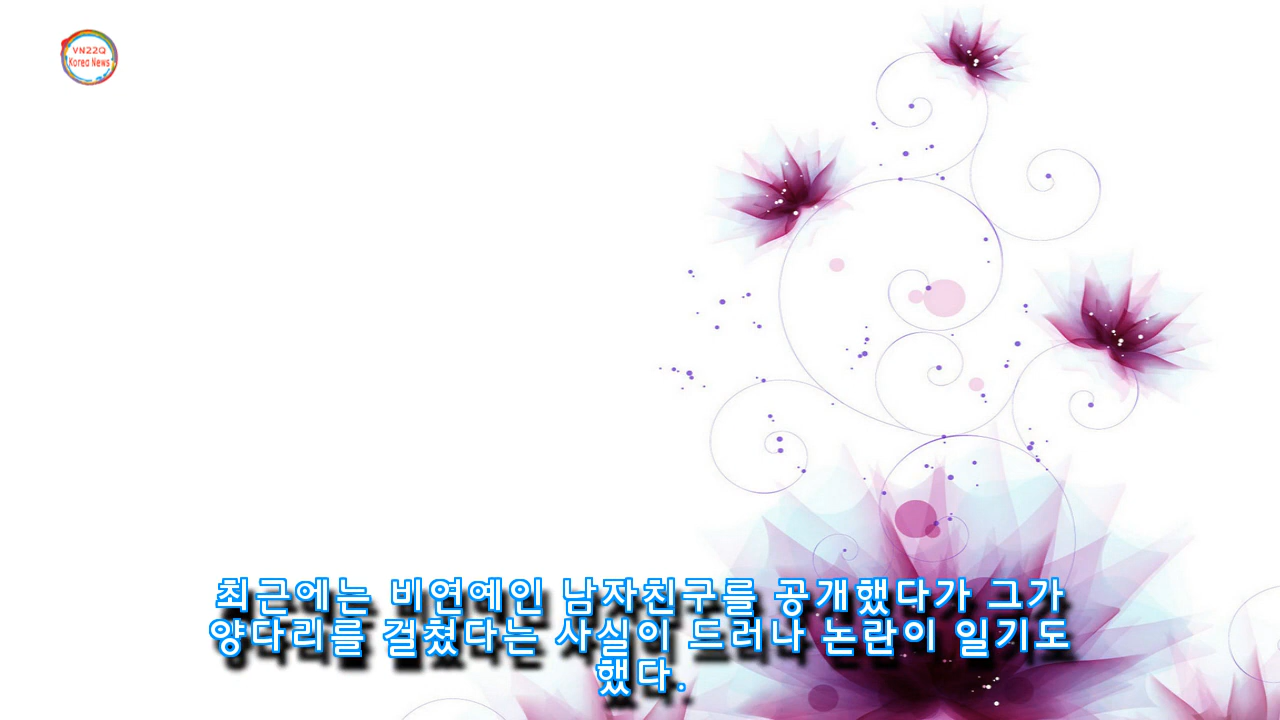 VN22Q
Korea News
최근에는 비연예인 남자친구를 공개했다가 그가
양다리를 걸쳤다는 사실이 드러나 논란이 일기도
했다.